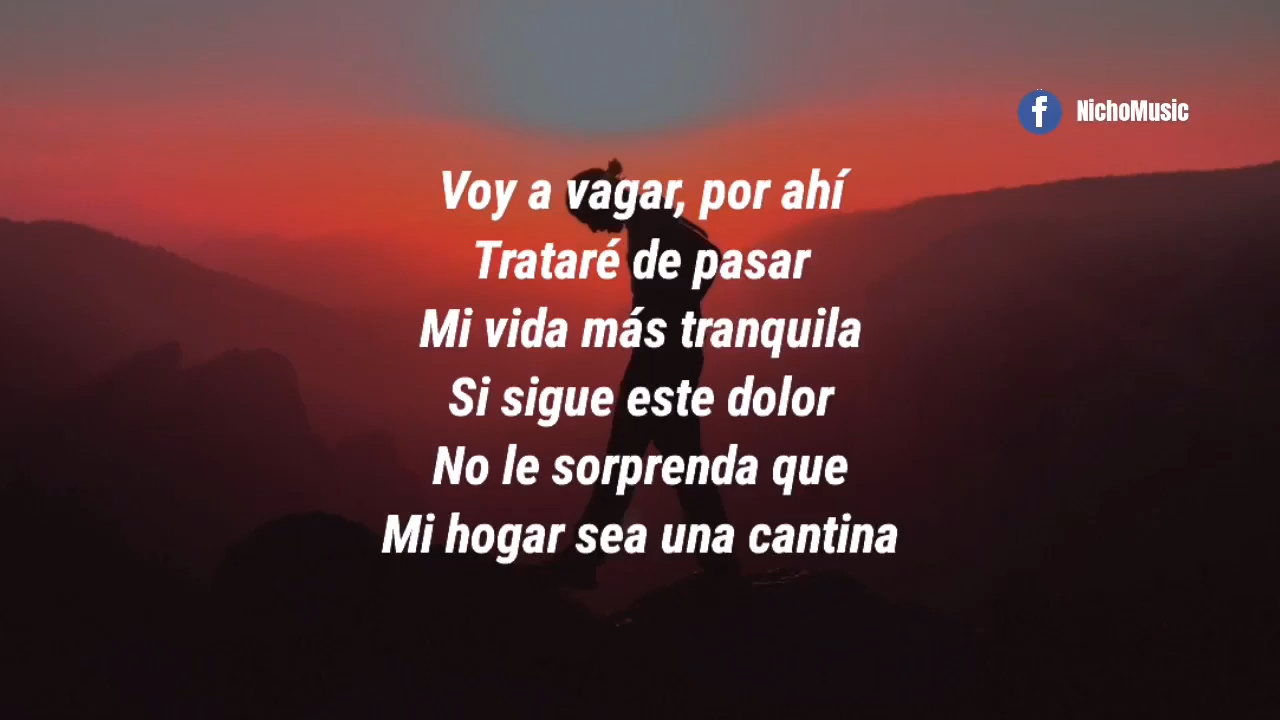 NichoMusic
Voy a vagar, por ahí
Trataré de pasar
Mi vida más tranquila
Si sigue este dolor
No le sorprenda que
Mi hogar sea una cantina